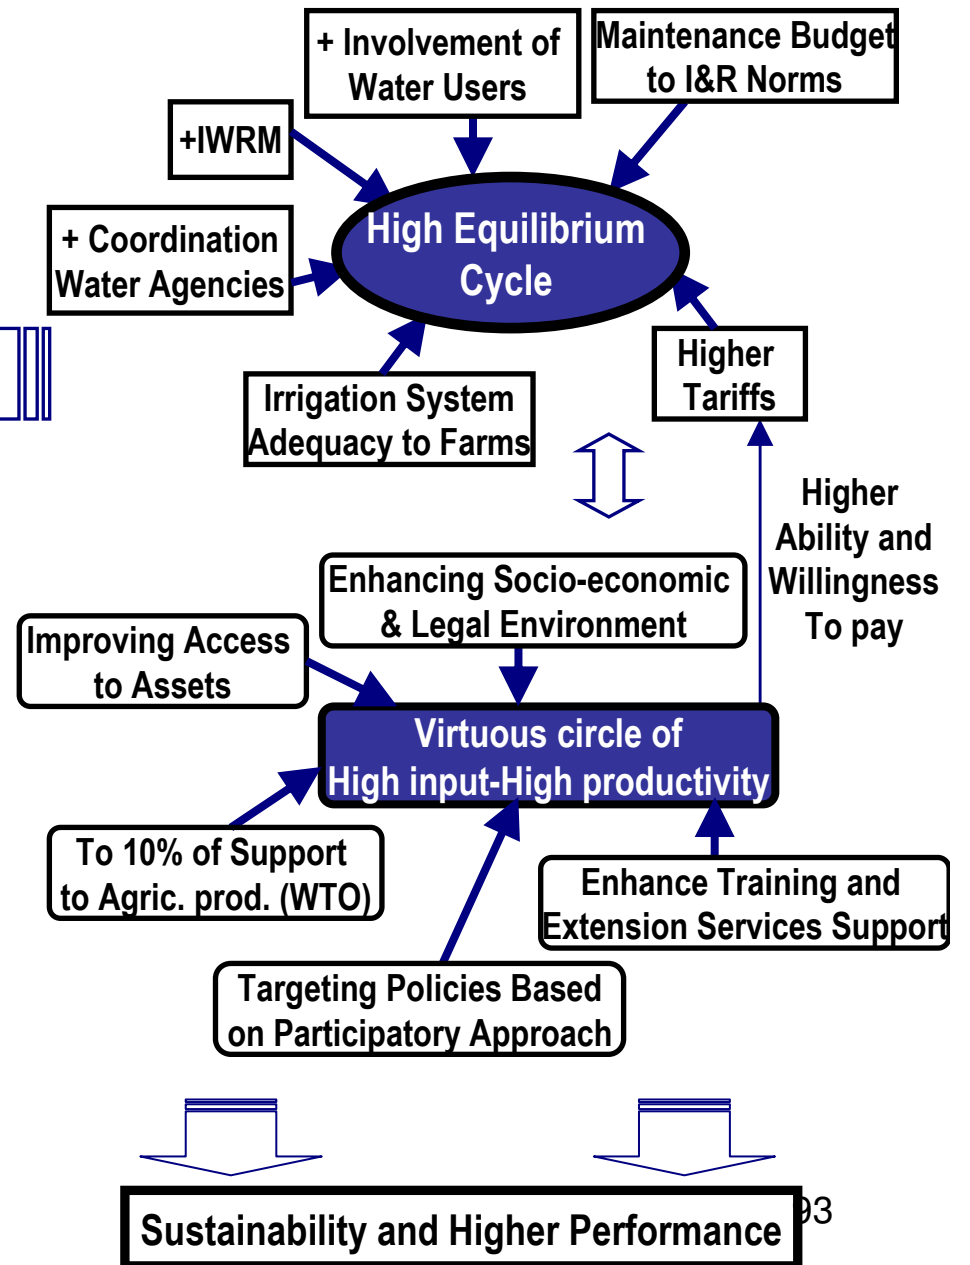 + Involvement of
Water Users
Maintenance Budget
to I&R Norms
+IWRM
High Equilibrium
Cycle
+ Coordination
Water Agencies
Higher
Tariffs
Irrigation System
Adequacy to Farms
Higher
Ability and
Willingness
To pay
Enhancing Socio-economic
& Legal Environment
Improving Access
to Assets
Virtuous circle of
High input-High productivity
To 10% of Support
to Agric. prod. (WTO)
Enhance Training and
Extension Services Support
Targeting Policies Based
on Participatory Approach
Sustainability and Higher Performance
93